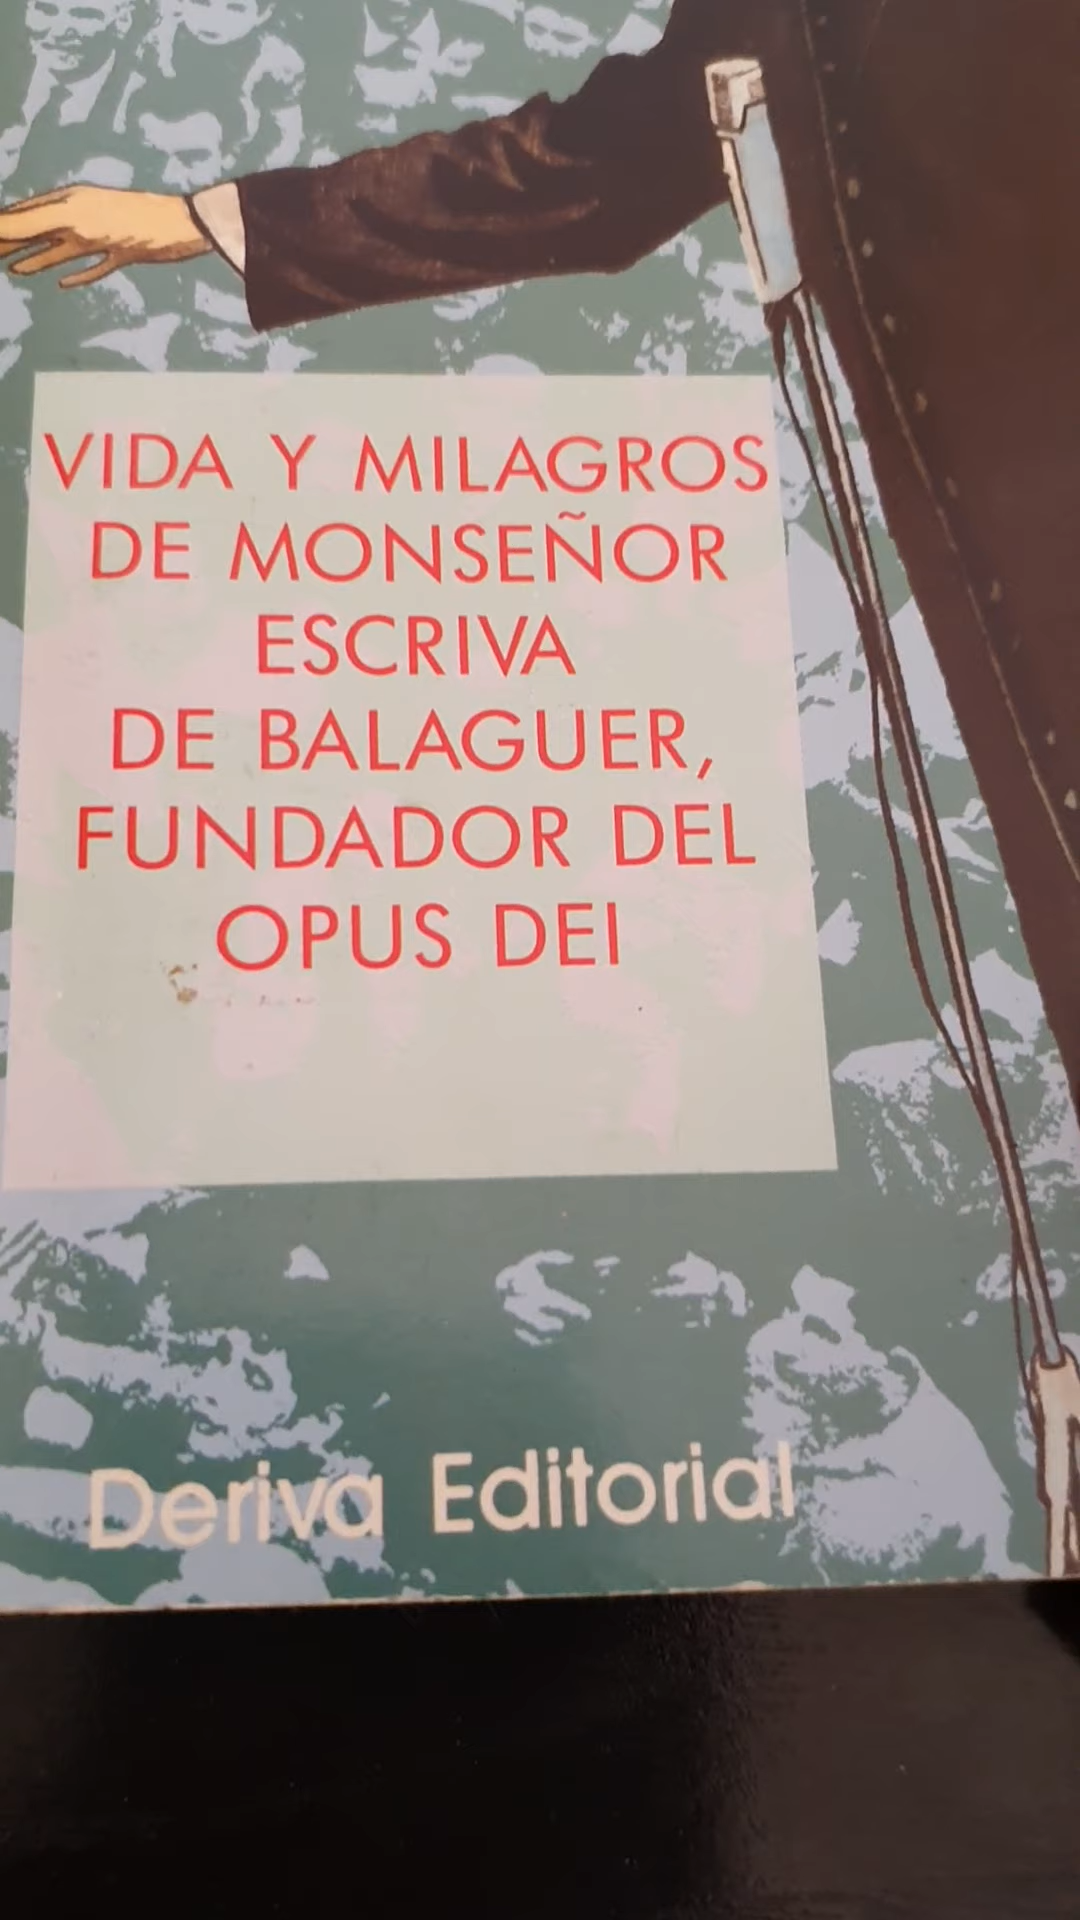 VIDA Y MILAGROS
DE MONSEÑOR
ESCRIVA
DE BALAGUER,
FUNDADOR DEL
OPUS DEI
Deriva Editorial